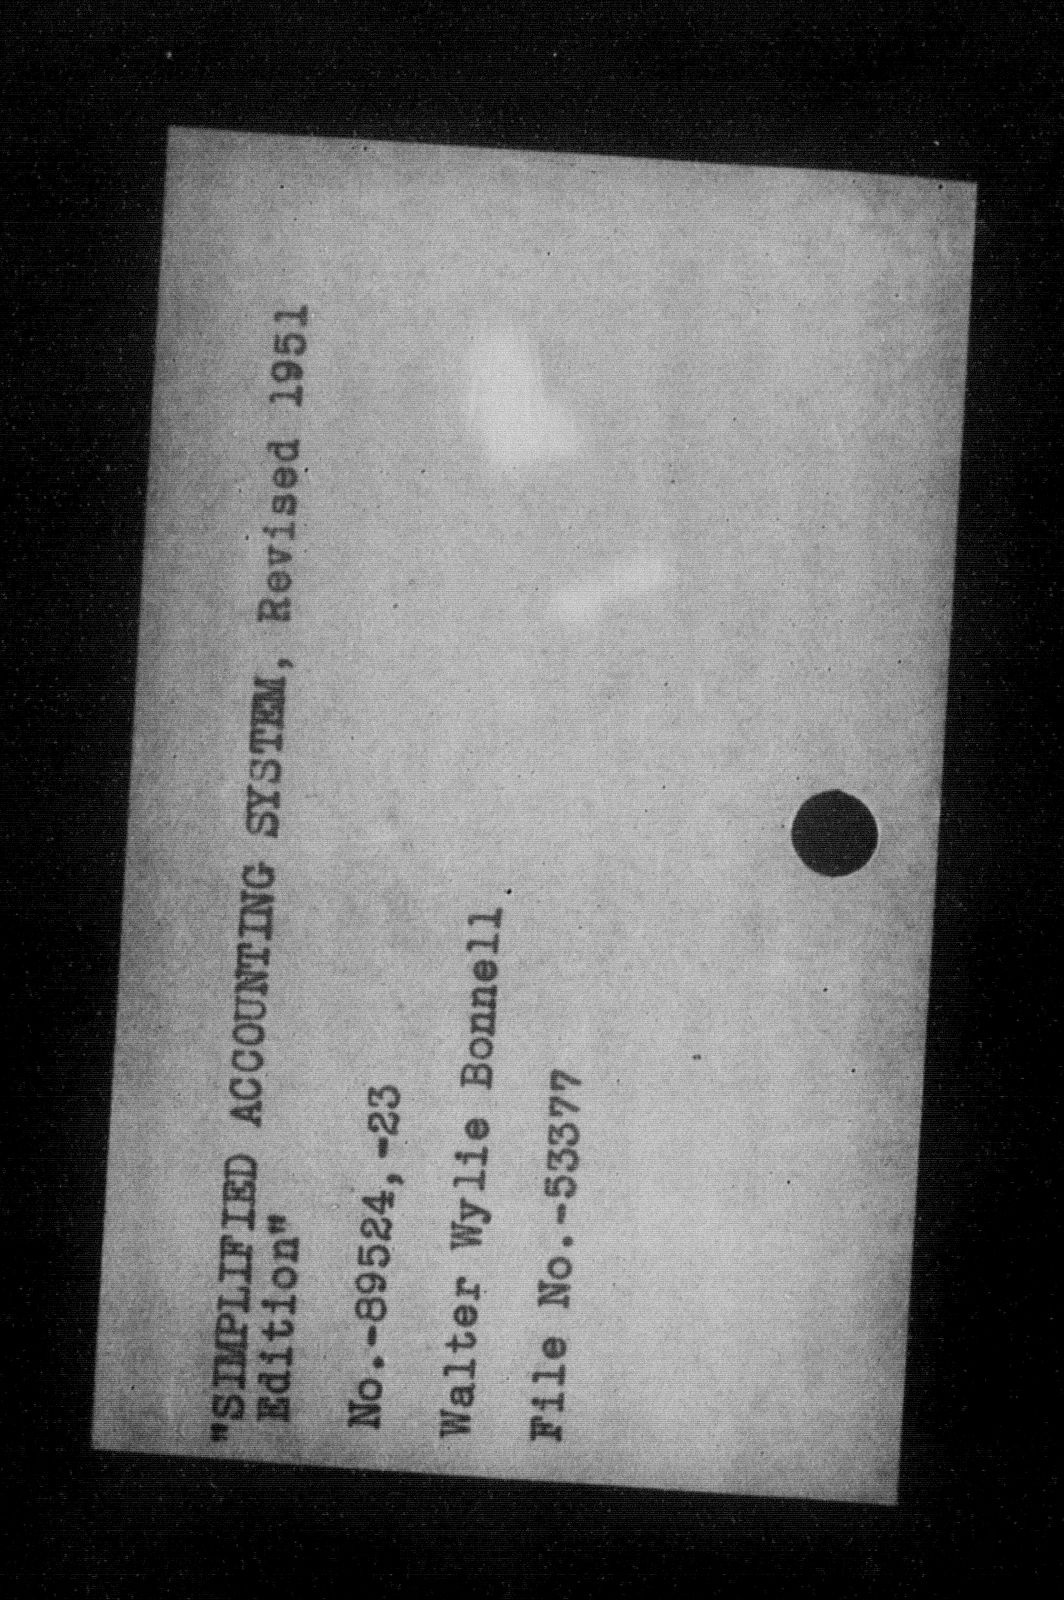 "SIMPLIFIED ACCOUNTING SYSTEM, Revised 1951
Edition"
No.-89524,-23
Walter Wylie Bonnell
File No.-53377